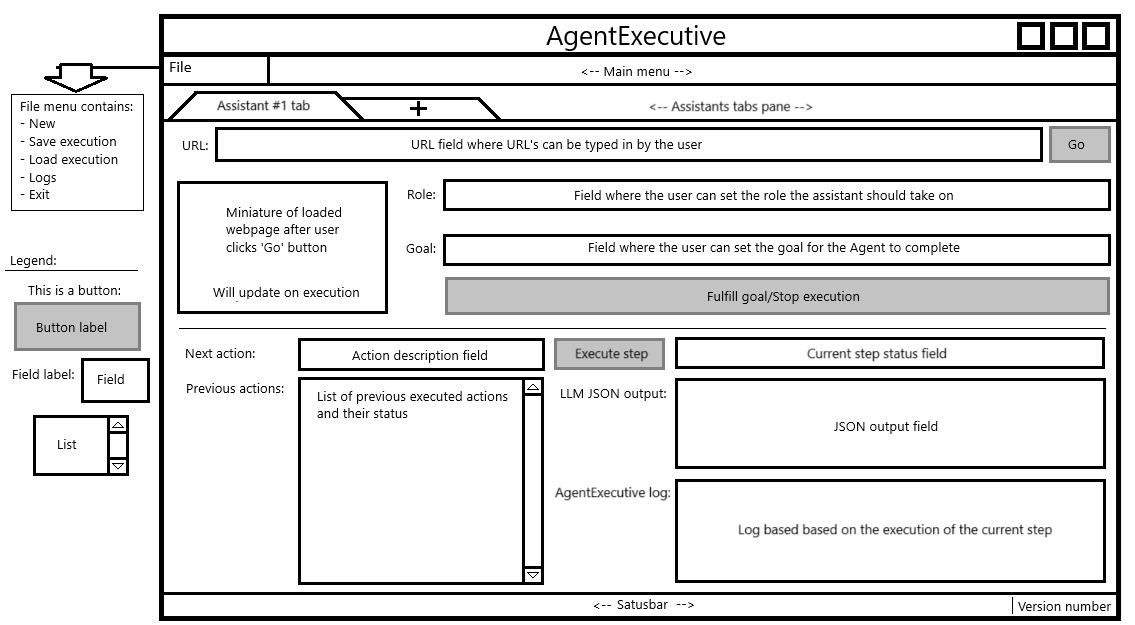 AgentExecutive
File
<-- Main menu -->
File menu contains:
- New
- Save execution
- Load execution
- Logs
- Exit
Assistant #1 tab
+
<-- Assistants tabs pane -->
URL:
URL field where URL's can be typed in by the user
Go
Miniature of loaded
webpage after user
clicks 'Go' button
Will update on execution
Role:
Field where the user can set the role the assistant should take on
Goal:
Field where the user can set the goal for the Agent to complete
Fulfill goal/Stop execution
Legend:
This is a button:
Button label
Field label:
Field
List
Next action:
Action description field
Execute step
Current step status field
Previous actions:
List of previous executed actions
and their status
LLM JSON output:
JSON output field
AgentExecutive log:
Log based based on the execution of the current step
<-- Satusbar -->
Version number